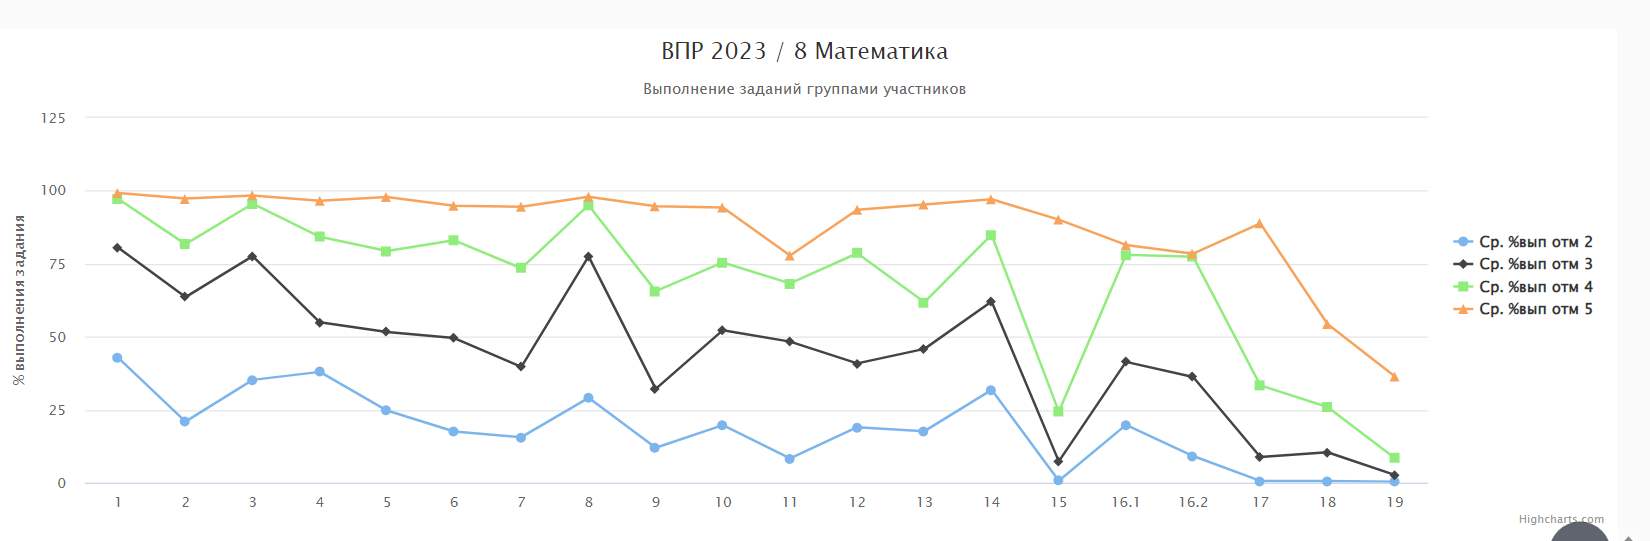 ВПР 2023 / 8 Математика
Выполнение заданий группами участников
% выполнения задания
125
100
75
50
25
0
1 2 3 4 5 6 7 8 9 10 11 12 13 14 15 16.1 16.2 17 18 19
Ср. %вып отм 2
Ср. %вып отм 3
Ср. %вып отм 4
Ср. %вып отм 5
Highcharts.com